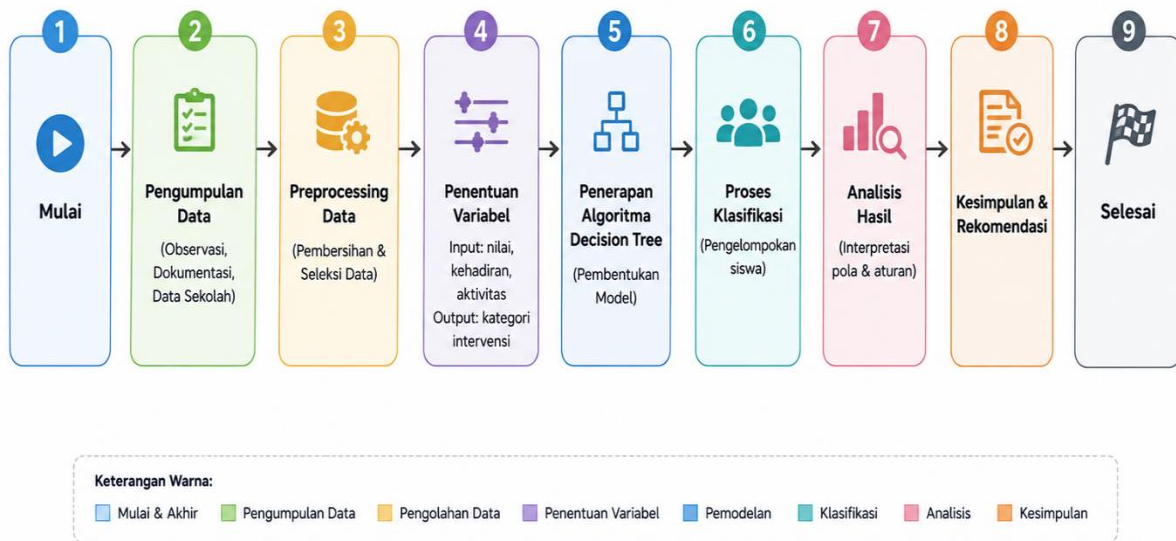 1
Mulai
2
Pengumpulan
Data
(Observasi,
Dokumentasi,
Data Sekolah)
3
Preprocessing
Data
(Pembersihan &
Seleksi Data)
4
Penentuan
Variabel
Input: nilai,
kehadiran,
aktivitas
Output: kategori
intervensi
5
Penerapan
Algoritma
Decision Tree
(Pembentukan
Model)
6
Proses
Klasifikasi
(Pengelompokan
siswa)
7
Analisis
Hasil
(Interpretasi
pola & aturan)
8
Kesimpulan &
Rekomendasi
9
Selesai
Keterangan Warna:
Mulai & Akhir
Pengumpulan Data
Pengolahan Data
Penentuan Variabel
Pemodelan
Klasifikasi
Analisis
Kesimpulan